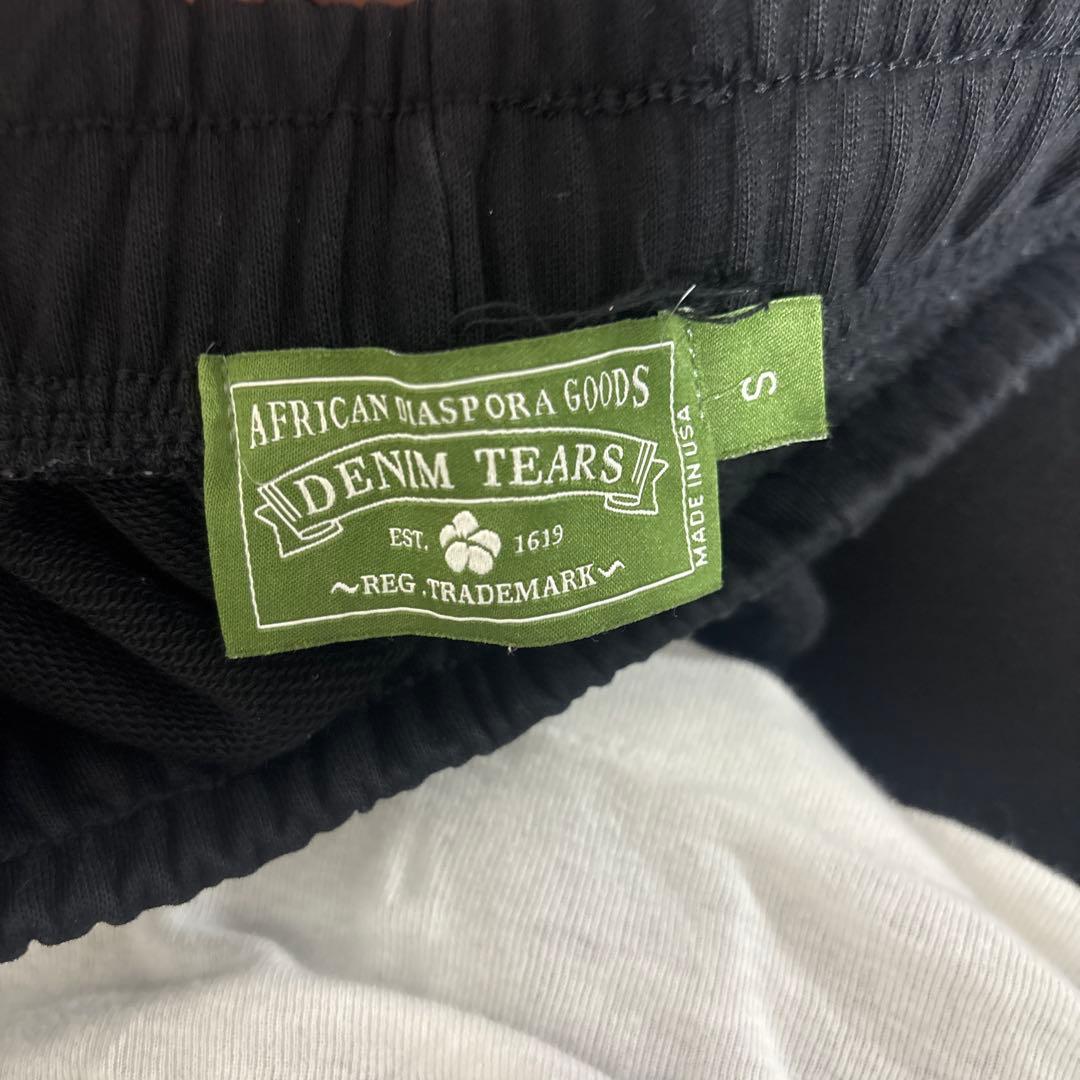 AFRICAN DIASPORA GOODS
DENIM TEARS
EST. 1619
~REG .TRADEMARK~
MADE IN USA
S